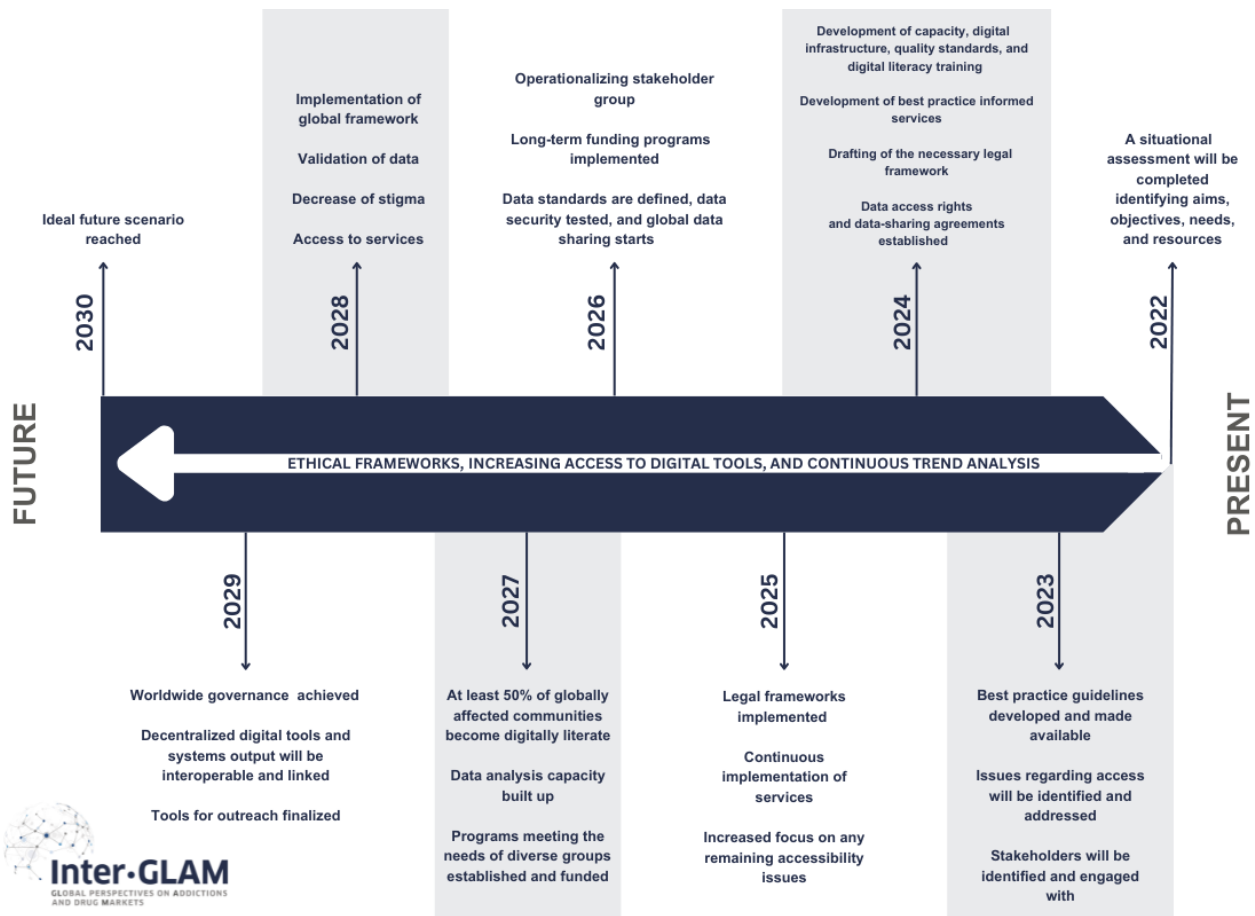 Ideal future scenario
reached
2030
Implementation of
global framework
Validation of data
Decrease of stigma
Access to services
2028
Operationalizing stakeholder
group
Long-term funding programs
implemented
Data standards are defined, data
security tested, and global data
sharing starts
2026
Development of capacity, digital
infrastructure, quality standards, and
digital literacy training
Development of best practice informed
services
Drafting of the necessary legal
framework
Data access rights
and data-sharing agreements
established
2024
A situational
assessment will be
completed
identifying aims,
objectives, needs,
and resources
2022
FUTURE
ETHICAL FRAMEWORKS, INCREASING ACCESS TO DIGITAL TOOLS, AND CONTINUOUS TREND ANALYSIS
PRESENT
2029
Worldwide governance achieved
Decentralized digital tools and
systems output will be
interoperable and linked
Tools for outreach finalized
2027
At least 50% of globally
affected communities
become digitally literate
Data analysis capacity
built up
Programs meeting the
needs of diverse groups
established and funded
2025
Legal frameworks
implemented
Continuous
implementation of
services
Increased focus on any
remaining accessibility
issues
2023
Best practice guidelines
developed and made
available
Issues regarding access
will be identified and
addressed
Stakeholders will be
identified and engaged
with
Inter·GLAM
GLOBAL PERSPECTIVES ON ADDICTIONS
AND DRUG MARKETS